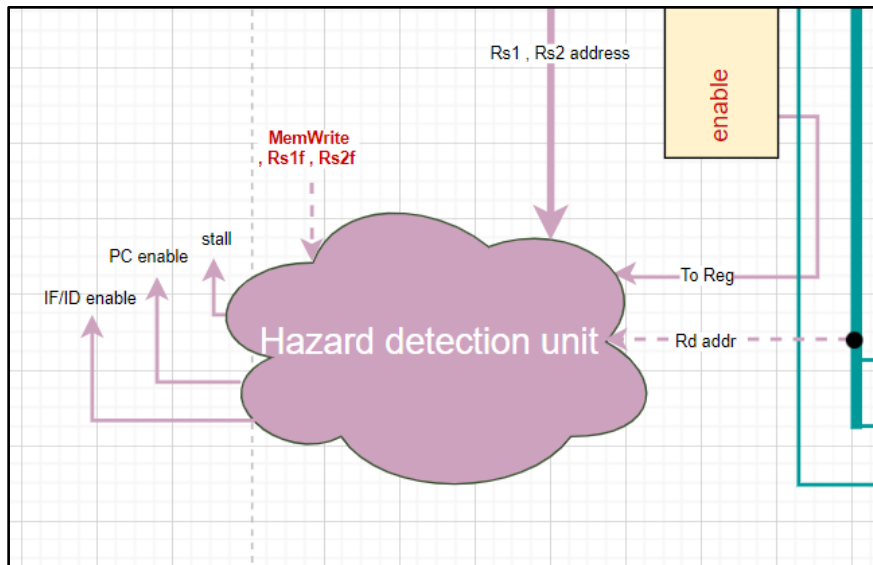 Rs1 , Rs2 address
enable
MemWrite
, Rs1f , Rs2f
stall
PC enable
To Reg
IF/ID enable
Hazard detection unit
Rd addr